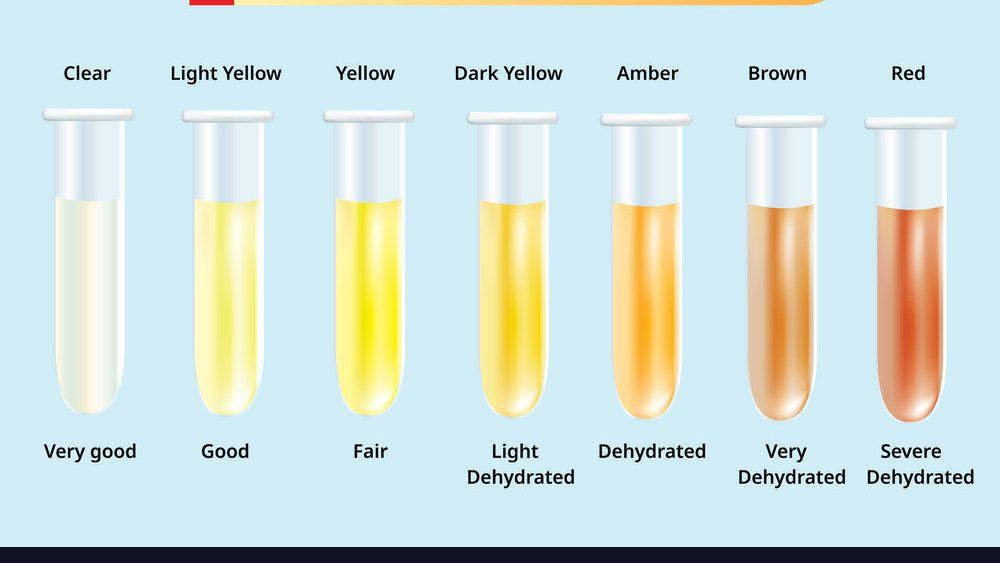 Clear
Light Yellow
Yellow
Dark Yellow
Amber
Brown
Red
Very good
Good
Fair
Light
Dehydrated
Dehydrated
Very
Dehydrated
Severe
Dehydrated